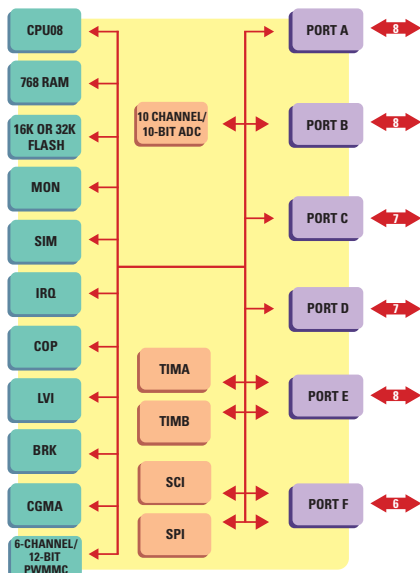 CPU08
768 RAM
16K OR 32K
FLASH
MON
SIM
IRQ
COP
LVI
BRK
CGMA
6-CHANNEL/
12-BIT
PWMMC
10 CHANNEL/
10-BIT ADC
TIMA
TIMB
SCI
SPI
PORT A
8
PORT B
8
PORT C
7
PORT D
7
PORT E
8
PORT F
6